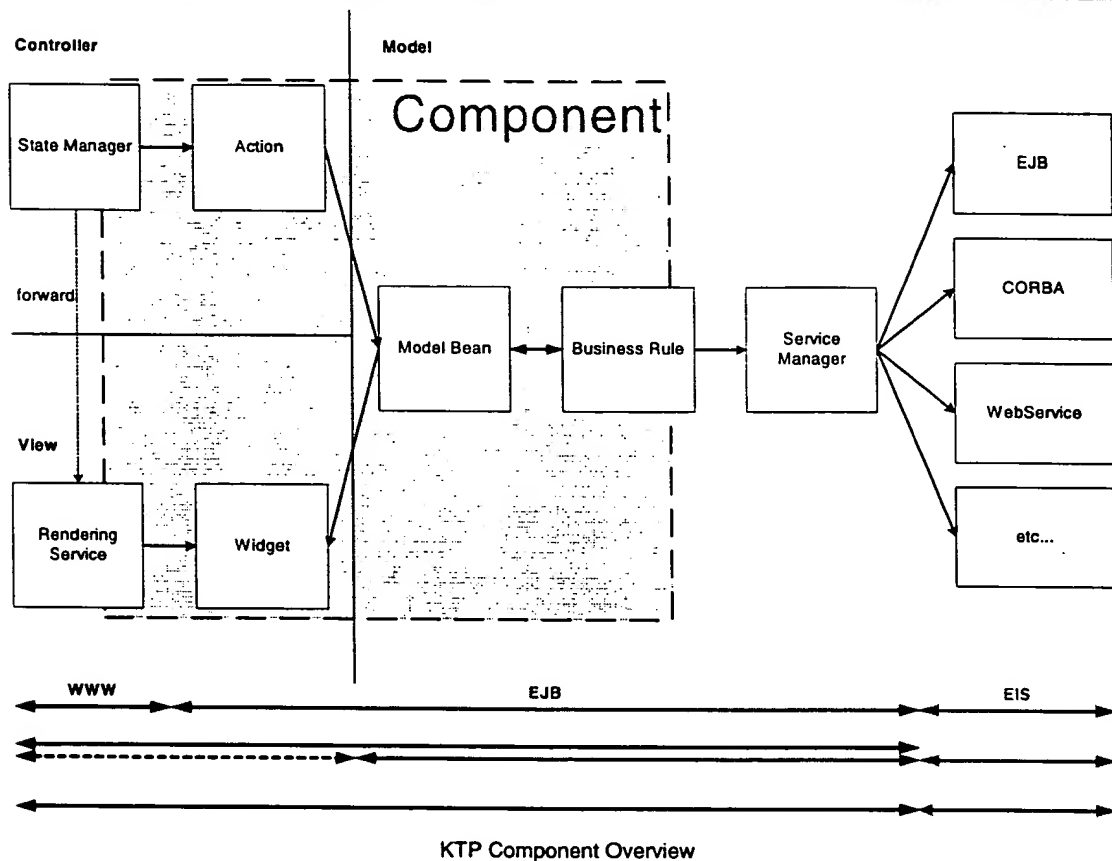 Controller
Model
Component
State Manager
Action
EJB
forward
CORBA
Model Bean
Business Rule
Service
Manager
WebService
View
Rendering
Service
Widget
etc...
WWW
EJB
EIS
KTP Component Overview